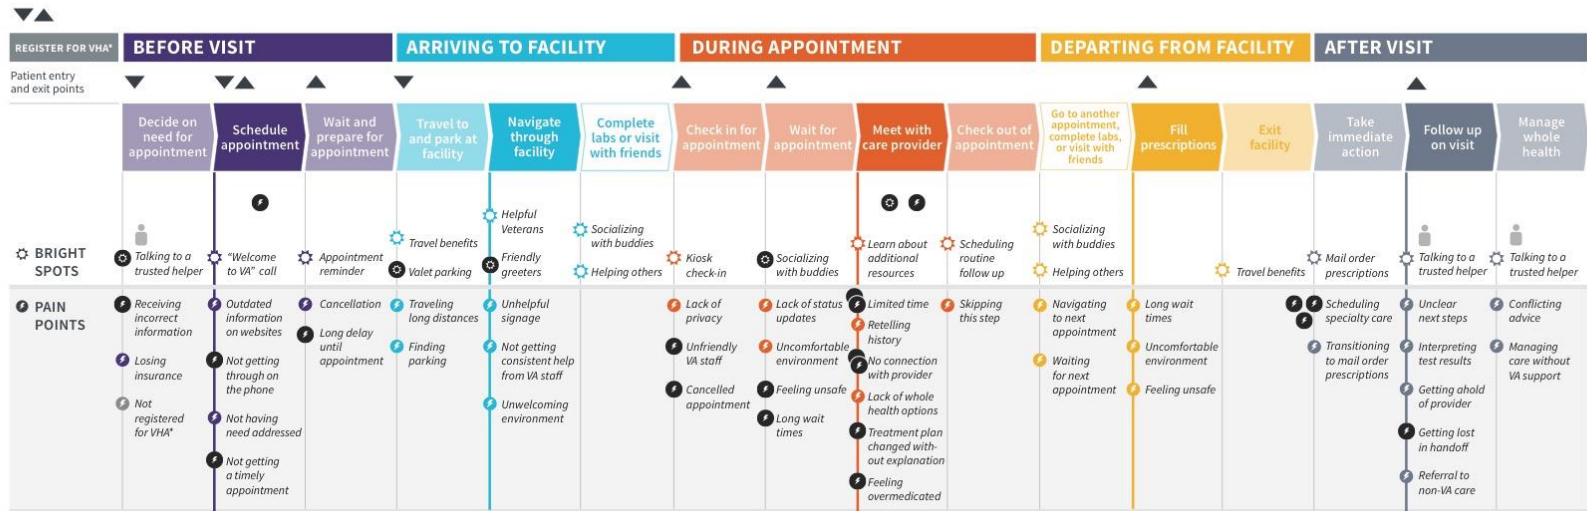 REGISTER FOR VHA*
BEFORE VISIT
ARRIVING TO FACILITY
DURING APPOINTMENT
DEPARTING FROM FACILITY
AFTER VISIT
Patient entry
and exit points
Decide on
need for
appointment
Schedule
appointment
Wait and
prepare for
appointment
Travel to
and park at
facility
Navigate
through
facility
Complete
labs or visit
with friends
Check in for
appointment
Wait for
appointment
Meet with
care provider
Check out of
appointment
Go to another
appointment,
complete labs,
or visit with
friends
Fill
prescriptions
Exit
facility
Take
immediate
action
Follow up
on visit
Manage
whole
health
BRIGHT
SPOTS
Talking to a
trusted helper
"Welcome
to VA" call
Appointment
reminder
Travel benefits
Valet parking
Helpful
Veterans
Friendly
greeters
Socializing
with buddies
Helping others
Kiosk
check-in
Socializing
with buddies
Learn about
additional
resources
Scheduling
routine
follow up
Socializing
with buddies
Helping others
Travel benefits
Mail order
prescriptions
Talking to a
trusted helper
Talking to a
trusted helper
PAIN
POINTS
Receiving
incorrect
information
Losing
insurance
Not
registered
for VHA*
Outdated
information
on websites
Not getting
through on
the phone
Not having
need addressed
Not getting
a timely
appointment
Cancellation
Long delay
until
appointment
Traveling
long distances
Finding
parking
Unhelpful
signage
Not getting
consistent help
from VA staff
Unwelcoming
environment
Lack of
privacy
Unfriendly
VA staff
Cancelled
appointment
Lack of status
updates
Uncomfortable
environment
Feeling unsafe
Long wait
times
Limited time
Retelling
history
No connection
with provider
Lack of whole
health options
Treatment plan
changed with-
out explanation
Feeling
overmedicated
Skipping
this step
Navigating
to next
appointment
Waiting
for next
appointment
Long wait
times
Uncomfortable
environment
Feeling unsafe
Scheduling
specialty care
Transitioning
to mail order
prescriptions
Unclear
next steps
Interpreting
test results
Getting ahold
of provider
Getting lost
in handoff
Referral to
non-VA care
Conflicting
advice
Managing
care without
VA support